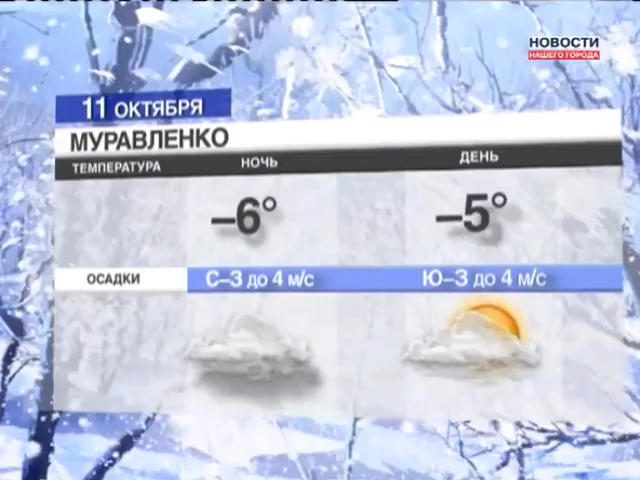 НОВОСТИ
НАШЕГО ГОРОДА
11 ОКТЯБРЯ
МУРАВЛЕНКО
ТЕМПЕРАТУРА НОЧЬ ДЕНЬ
–6° –5°
ОСАДКИ С–З ДО 4 М/С Ю–З ДО 4 М/С